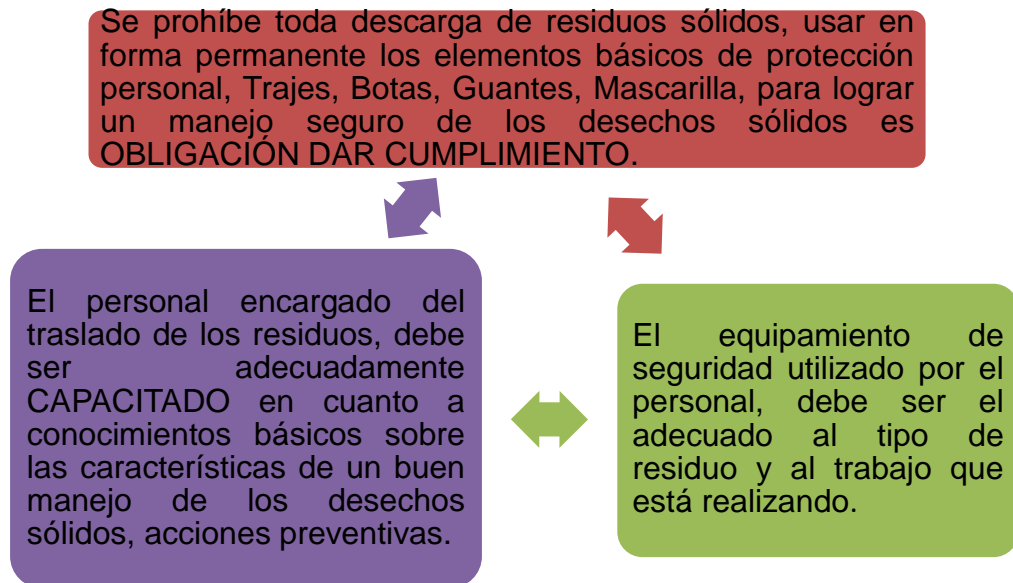 Se prohíbe toda descarga de residuos sólidos, usar en
forma permanente los elementos básicos de protección
personal, Trajes, Botas, Guantes, Mascarilla, para lograr
un manejo seguro de los desechos sólidos es
OBLIGACIÓN DAR CUMPLIMIENTO.
El personal encargado del
traslado de los residuos, debe
ser adecuadamente
CAPACITADO en cuanto a
conocimientos básicos sobre
las características de un buen
manejo de los desechos
sólidos, acciones preventivas.
El equipamiento de
seguridad utilizado por el
personal, debe ser el
adecuado al tipo de
residuo y al trabajo que
está realizando.